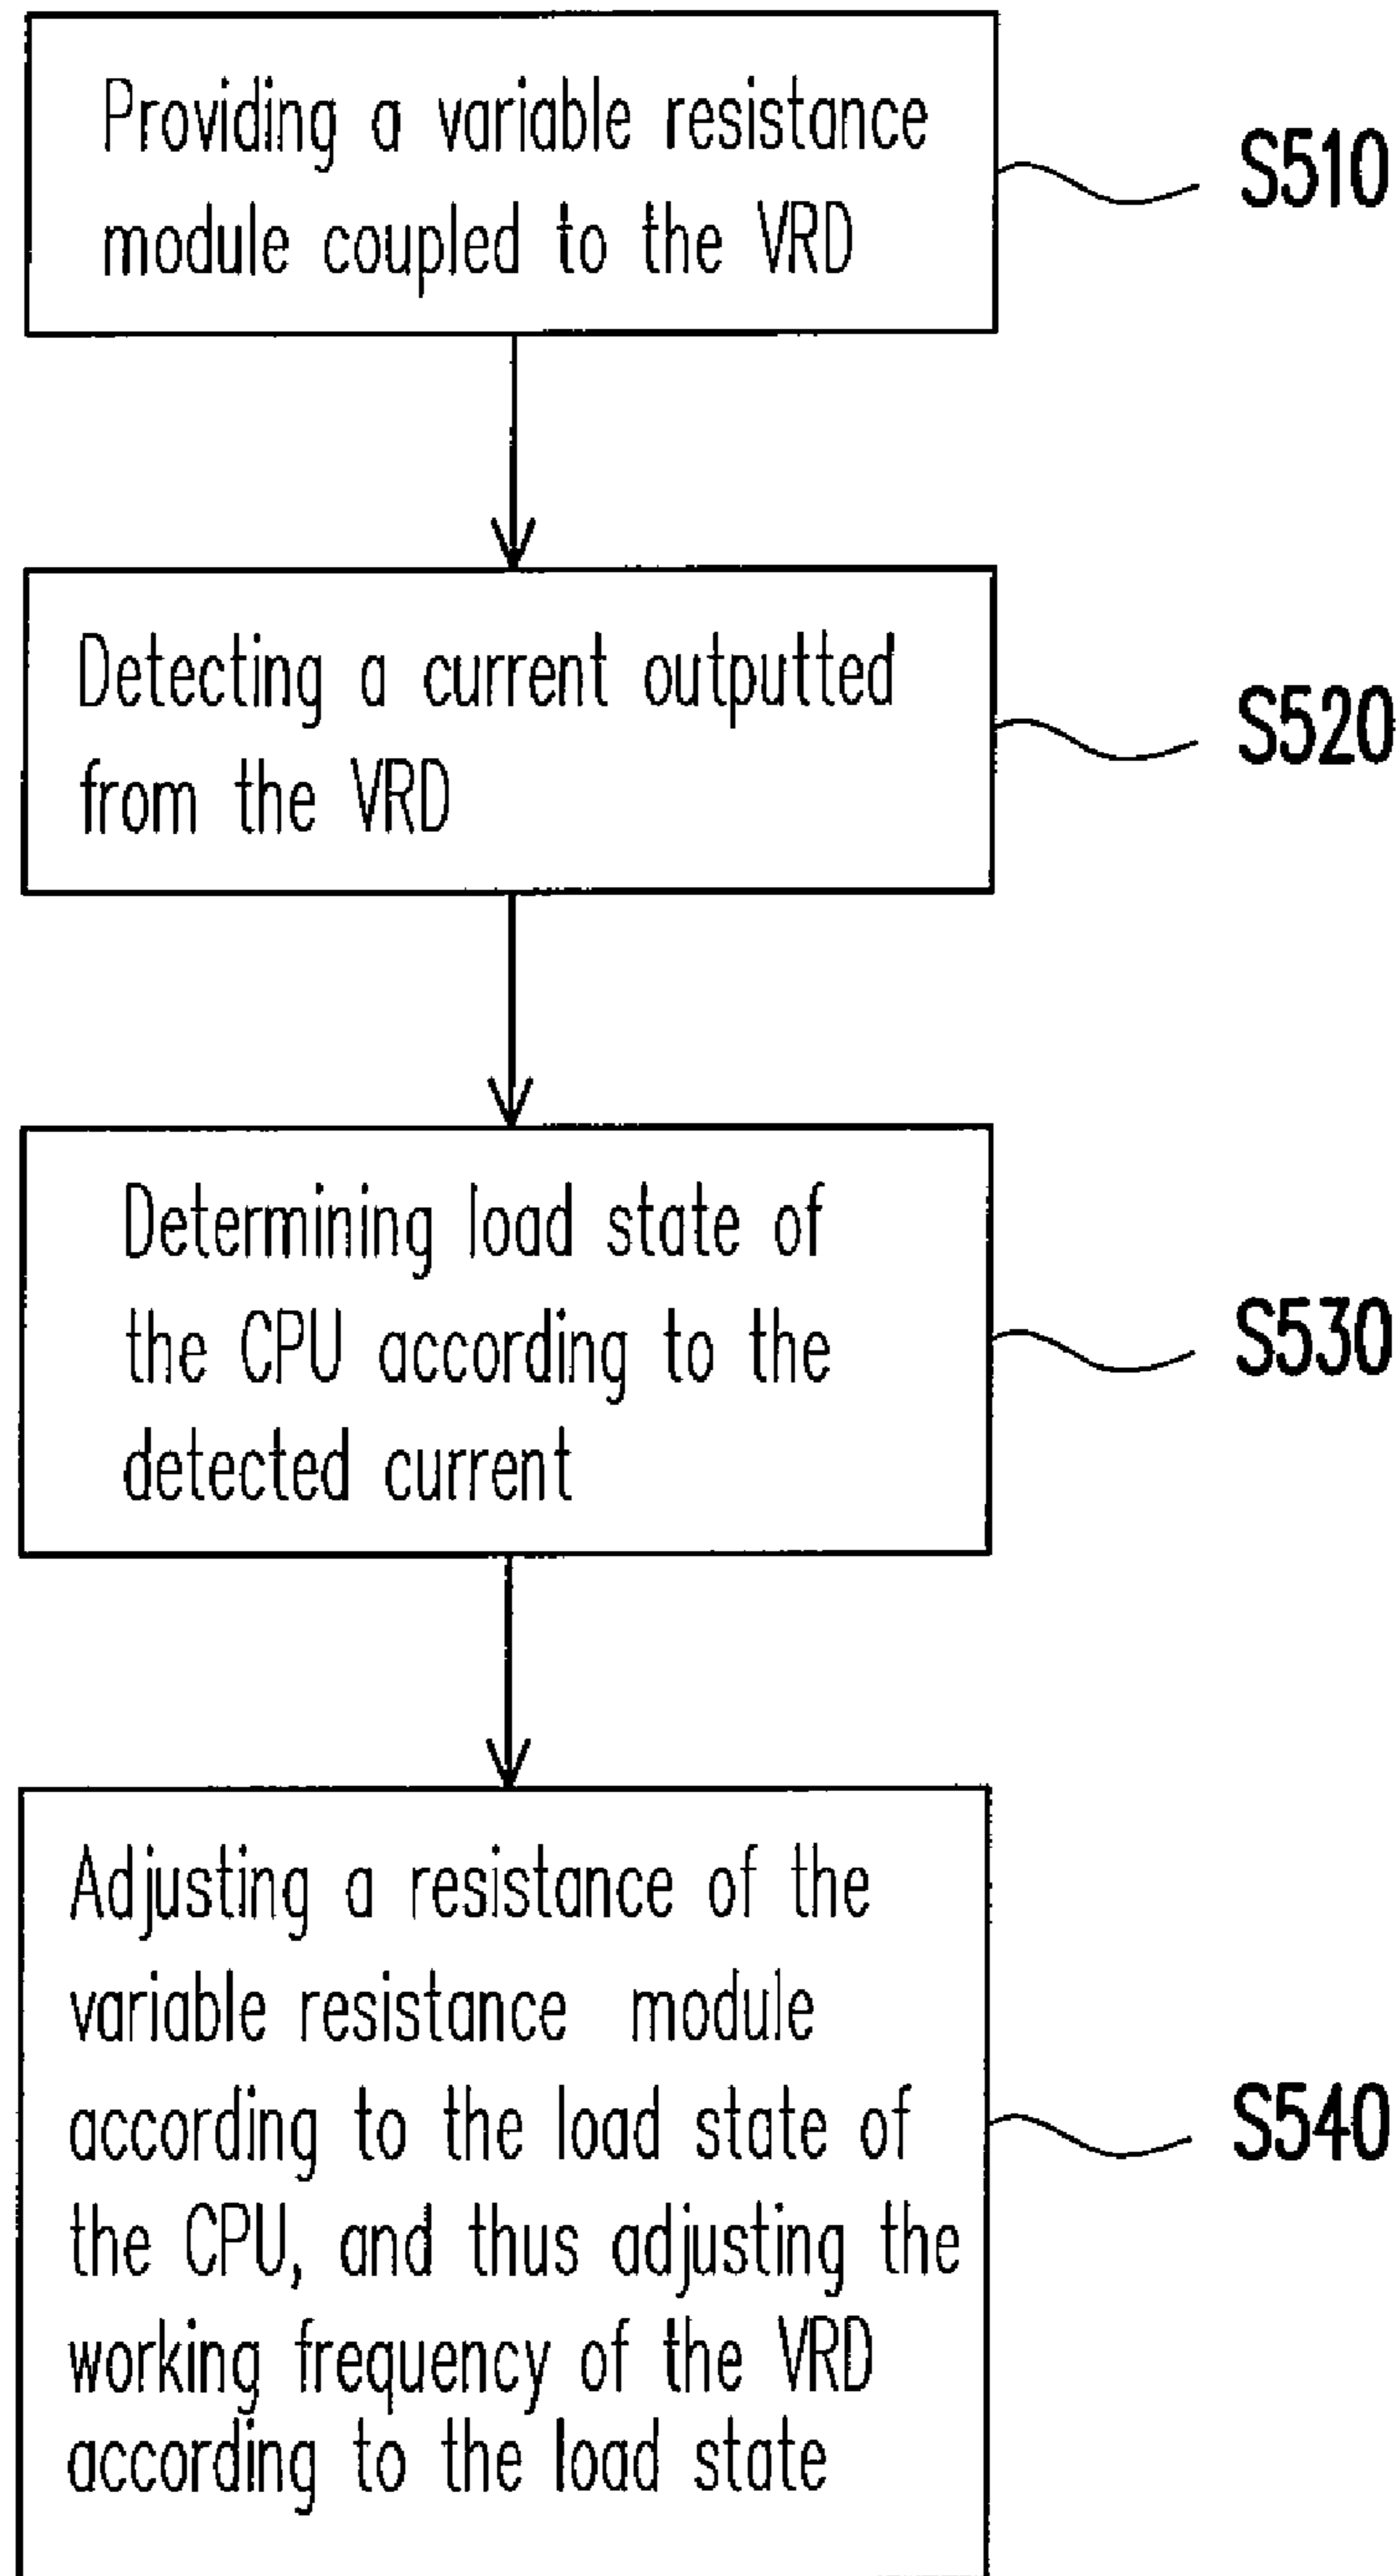 Providing a variable resistance
module coupled to the VRD
S510
Detecting a current outputted
from the VRD
S520
Determining load state of
the CPU according to the
detected current
S530
Adjusting a resistance of the
variable resistance module
according to the load state of
the CPU, and thus adjusting the
working frequency of the VRD
according to the load state
S540